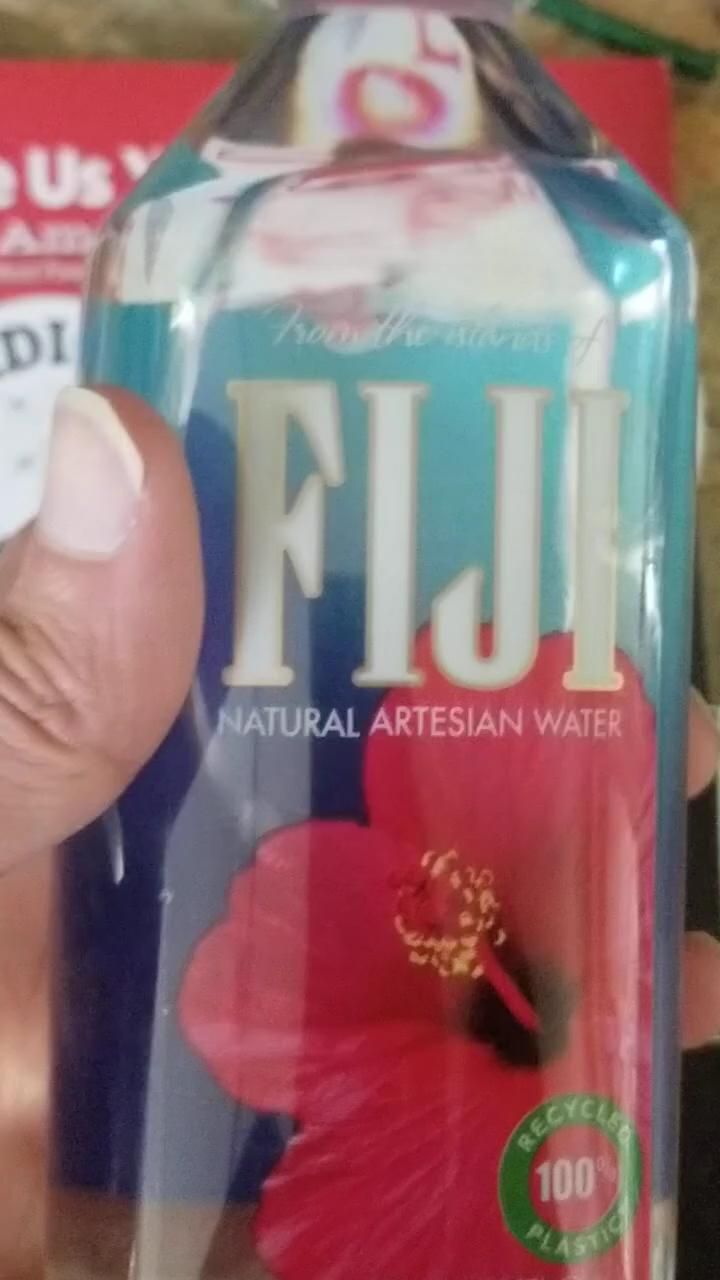 e Us
Am
DI
From the islands of
FIJI
NATURAL ARTESIAN WATER
RECYCLED
100%
PLASTIC